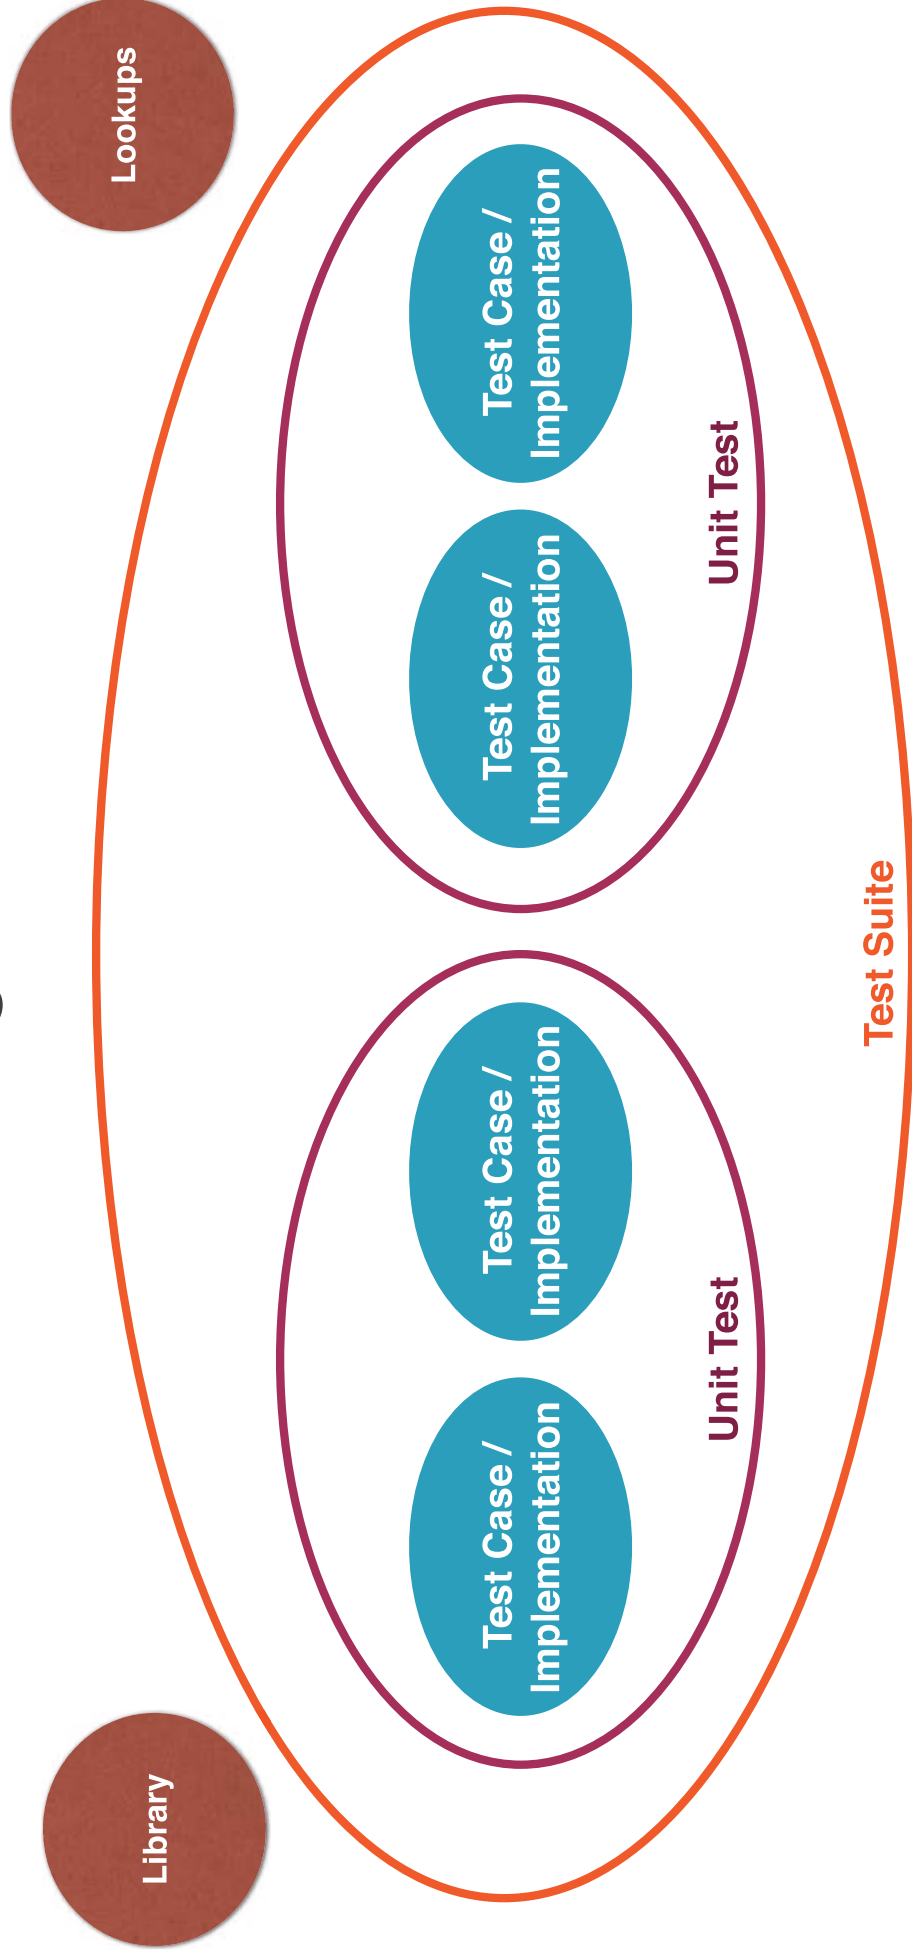 Library
Lookups
Test Case /
Implementation
Test Case /
Implementation
Test Case /
Implementation
Test Case /
Implementation
Unit Test
Unit Test
Test Suite